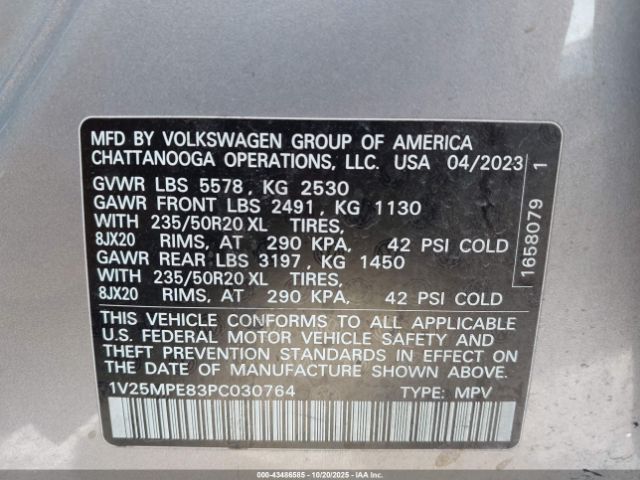 MFD BY VOLKSWAGEN GROUP OF AMERICA
CHATTANOOGA OPERATIONS, LLC. USA 04/2023
GVWR LBS 5578, KG 2530
GAWR FRONT LBS 2491, KG 1130
WITH 235/50R20 XL TIRES,
8JX20 RIMS, AT 290 KPA, 42 PSI COLD
GAWR REAR LBS 3197, KG 1450
WITH 235/50R20 XL TIRES,
8JX20 RIMS, AT 290 KPA, 42 PSI COLD
THIS VEHICLE CONFORMS TO ALL APPLICABLE
U.S. FEDERAL MOTOR VEHICLE SAFETY AND
THEFT PREVENTION STANDARDS IN EFFECT ON
THE DATE OF MANUFACTURE SHOWN ABOVE.
1V25MPE83PC030764 TYPE: MPV
1658079 1
000-43486585 - 10/20/2025 - IAA Inc.